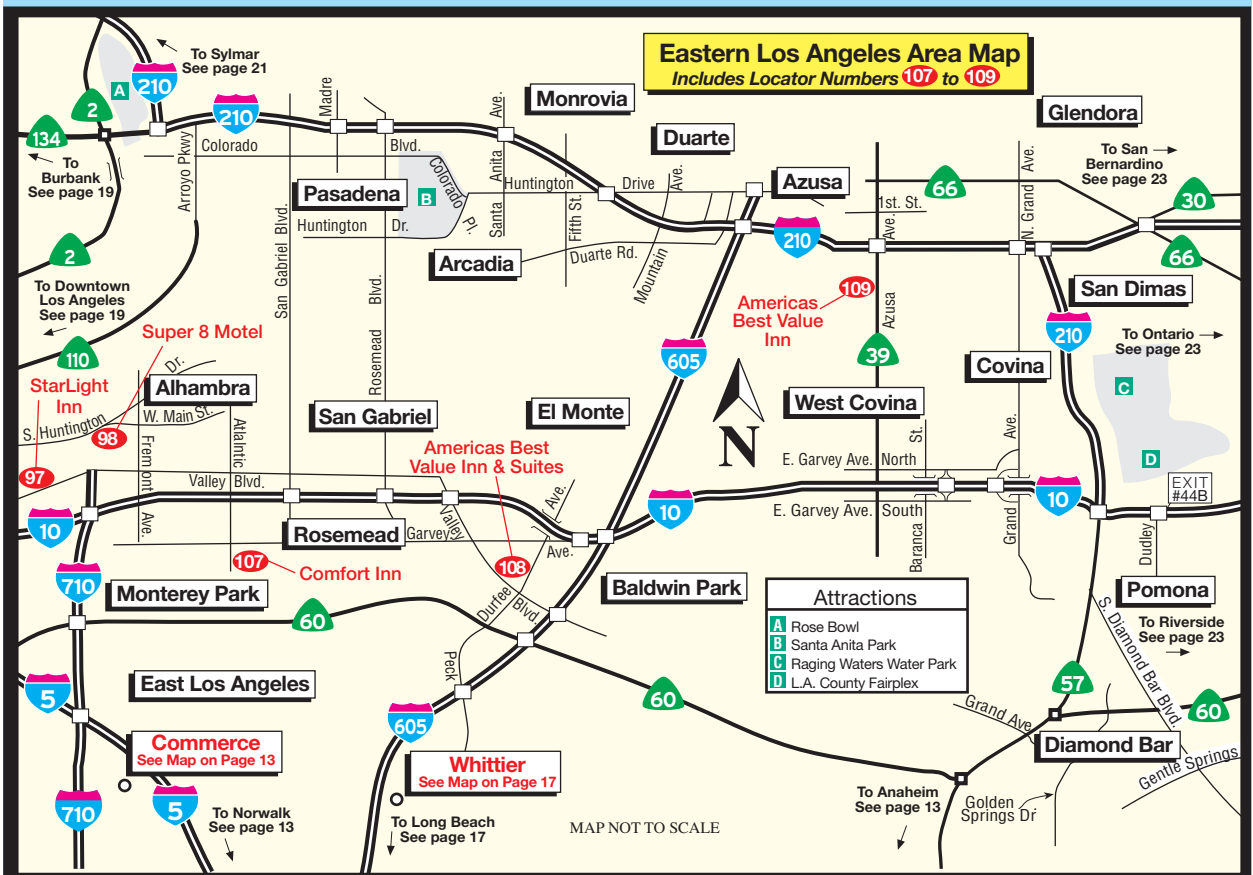 Eastern Los Angeles Area Map
Includes Locator Numbers 107 to 109
To Sylmar
See page 21
A
210
2
210
134
To
Burbank
See page 19
Colorado
Blvd.
Arroyo Pkwy
San Gabriel Blvd.
Madre
Rosemead Blvd.
Santa Anita Ave.
Monrovia
Duarte
Glendora
Pasadena
B
Colorado Pl.
Huntington
Drive
Huntington
Dr.
Fifth St.
Arcadia
Duarte Rd.
Mountain
Ave.
Azusa
66
1st. St.
Ave.
Azusa
N. Grand Ave.
To San
Bernardino
See page 23
30
66
210
2
To Downtown
Los Angeles
See page 19
110
Super 8 Motel
StarLight
Inn
S. Huntington
Dr.
98
97
Alhambra
W. Main St.
Fremont
Ave.
Atlaintic
Valley
Blvd.
San Gabriel
El Monte
605
Americas
Best Value
Inn
109
39
N
San Dimas
210
To Ontario
See page 23
C
D
Covina
West Covina
St.
Ave.
E. Garvey Ave.
North
E. Garvey Ave.
South
Baranca
Grand
10
10
EXIT
#44B
Dudley
Americas Best
Value Inn & Suites
Ave.
10
Rosemead
Garvey
Ave.
Valley
Blvd.
107
Comfort Inn
108
Durfee
710
Monterey Park
60
Baldwin Park
Attractions
A Rose Bowl
B Santa Anita Park
C Raging Waters Water Park
D L.A. County Fairplex
Pomona
To Riverside
See page 23
S. Diamond Bar Blvd.
57
60
5
East Los Angeles
Peck
605
60
Grand Ave
Diamond Bar
Gentle Springs
Commerce
See Map on Page 13
Whittier
See Map on Page 17
710
5
To Norwalk
See page 13
To Long Beach
See page 17
MAP NOT TO SCALE
To Anaheim
See page 13
Golden
Springs Dr